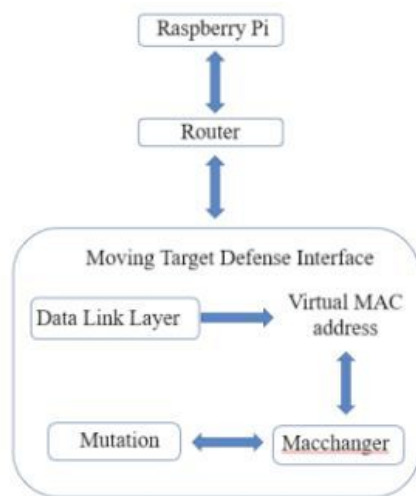 Raspberry Pi
Router
Moving Target Defense Interface
Data Link Layer
Virtual MAC
address
Mutation
Macchanger